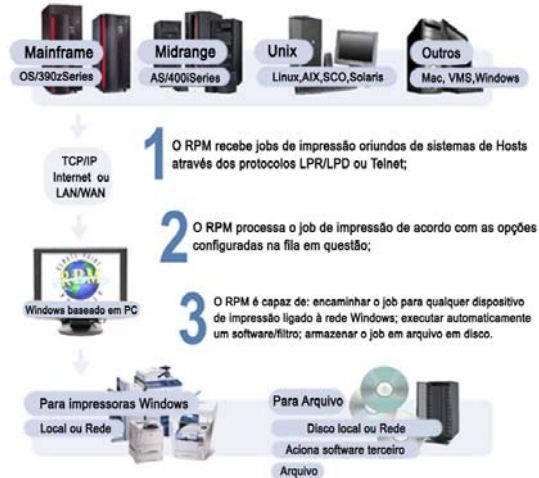 Mainframe
OS/390zSeries
Midrange
AS/400iSeries
Unix
Linux,AIX,SCO,Solaris
Outros
Mac, VMS,Windows
TCP/IP
Internet ou
LAN/WAN
1
O RPM recebe jobs de impressão oriundos de sistemas de Hosts
através dos protocolos LPR/LPD ou Telnet;
2
O RPM processa o job de impressão de acordo com as opções
configuradas na fila em questão;
RPM
Windows baseado em PC
3
O RPM é capaz de: encaminhar o job para qualquer dispositivo
de impressão ligado à rede Windows; executar automaticamente
um software/filtro; armazenar o job em arquivo em disco.
Para impressoras Windows
Local ou Rede
Para Arquivo
Disco local ou Rede
Aciona software terceiro
Arquivo